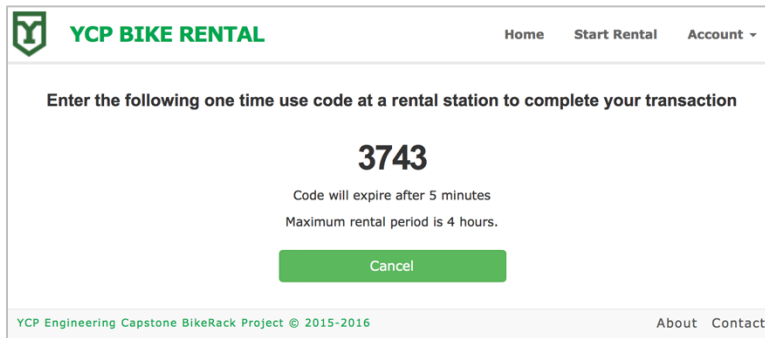 YCP BIKE RENTAL Home Start Rental Account
Enter the following one time use code at a rental station to complete your transaction
3743
Code will expire after 5 minutes
Maximum rental period is 4 hours.
Cancel
YCP Engineering Capstone BikeRack Project © 2015-2016 About Contact